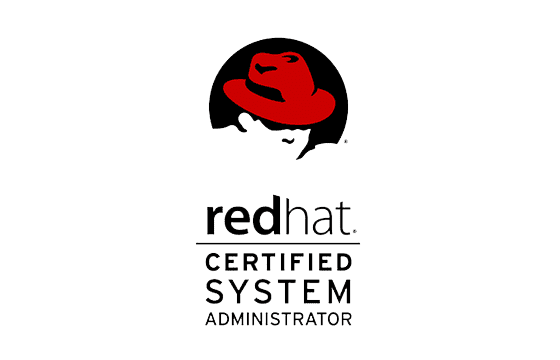 redhat.
CERTIFIED
SYSTEM
ADMINISTRATOR